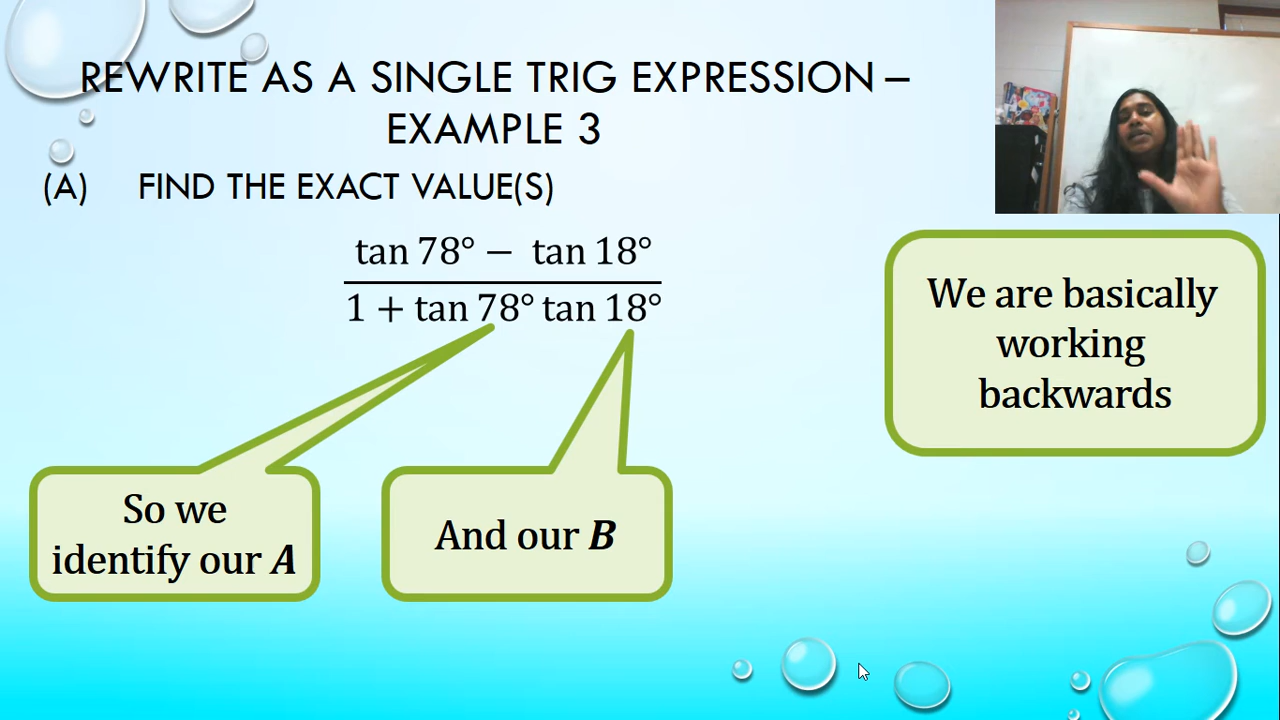 REWRITE AS A SINGLE TRIG EXPRESSION –
EXAMPLE 3
(A) FIND THE EXACT VALUE(S)
tan 78° − tan 18°
1 + tan 78° tan 18°
We are basically
working
backwards
So we
identify our A
And our B